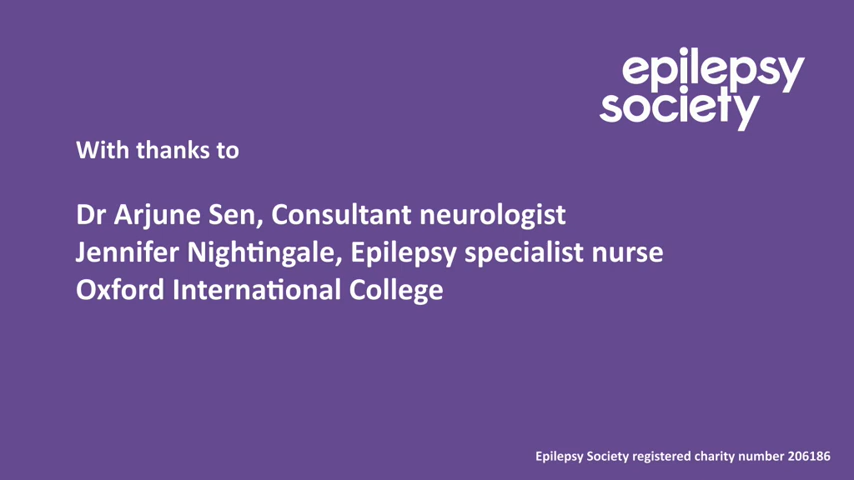 epilepsy
society
With thanks to
Dr Arjune Sen, Consultant neurologist
Jennifer Nightingale, Epilepsy specialist nurse
Oxford International College
Epilepsy Society registered charity number 206186